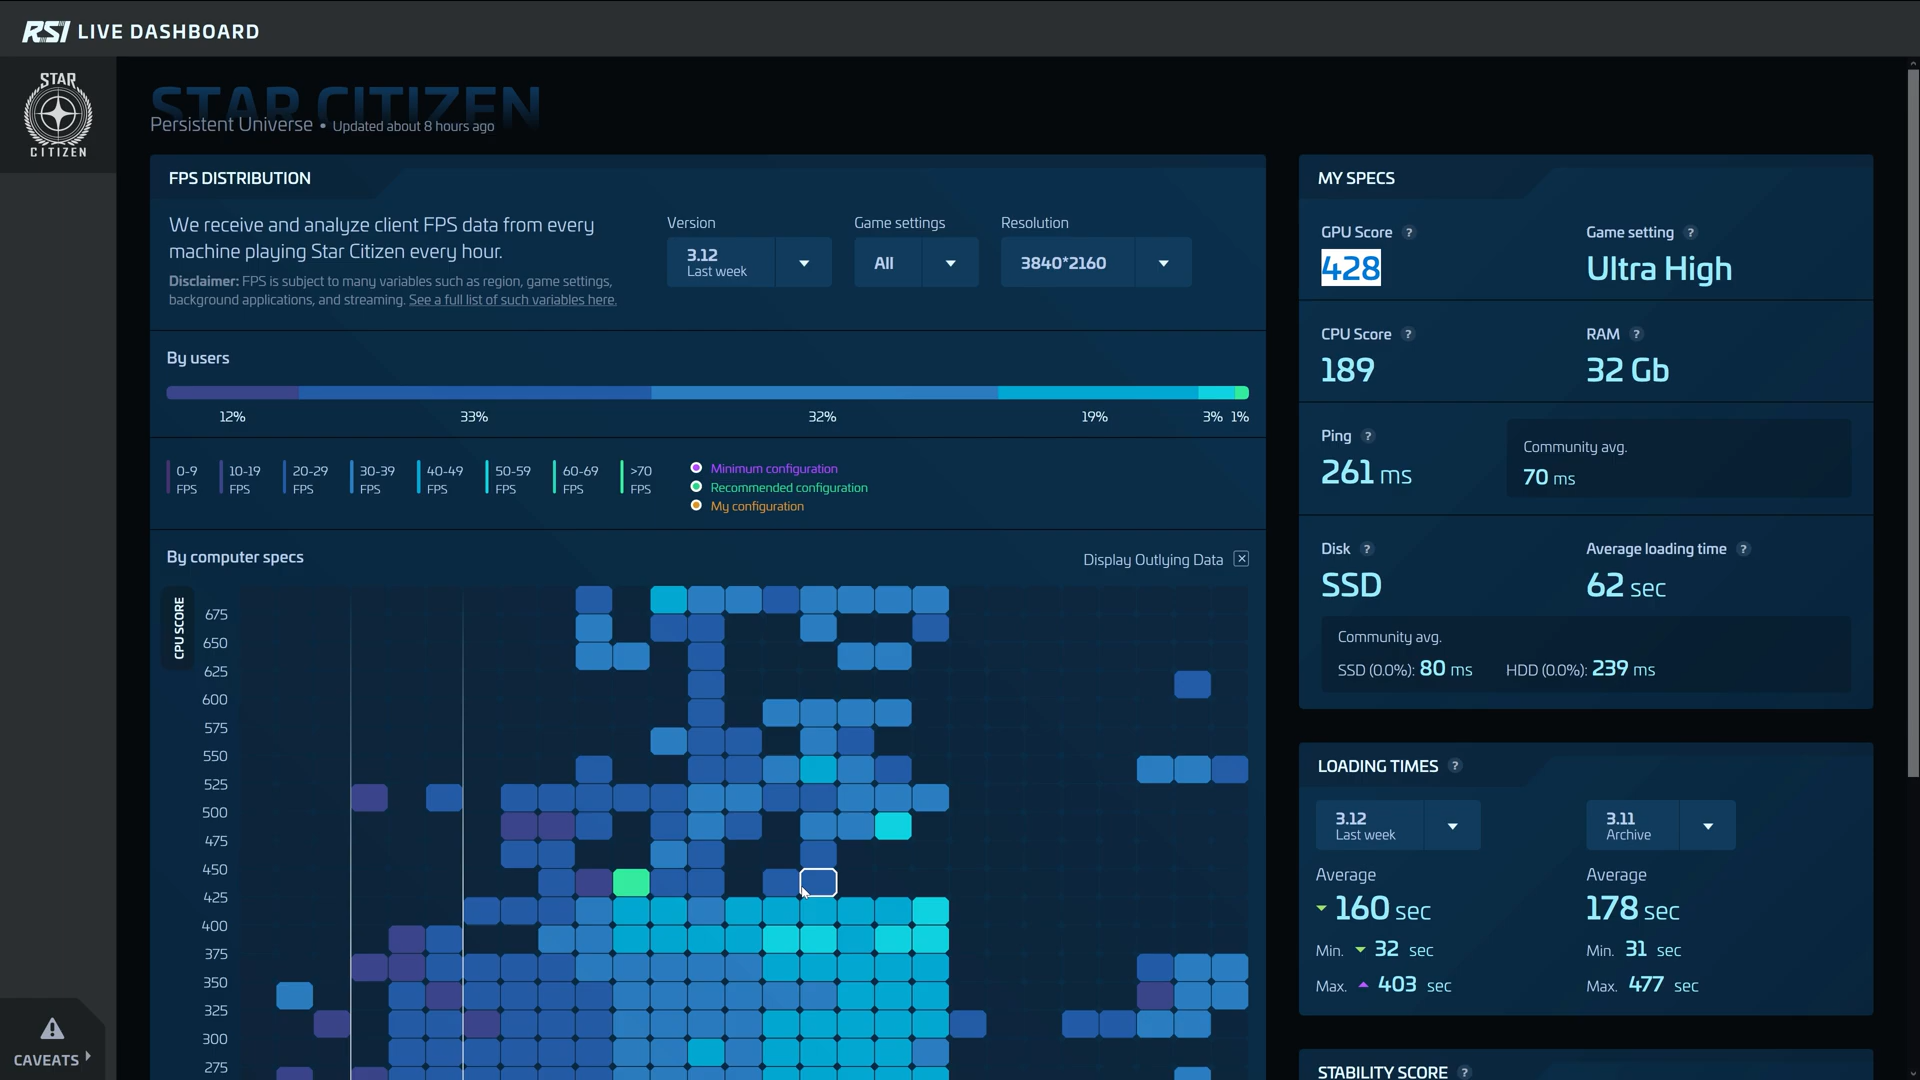 RSI LIVE DASHBOARD
STAR
CITIZEN
STAR CITIZEN
Persistent Universe • Updated about 8 hours ago
FPS DISTRIBUTION
We receive and analyze client FPS data from every
machine playing Star Citizen every hour.
Disclaimer: FPS is subject to many variables such as region, game settings,
background applications, and streaming. See a full list of such variables here.
Version
3.12
Last week
Game settings
All
Resolution
3840*2160
By users
12% 33% 32% 19% 3% 1%
0-9 FPS
10-19 FPS
20-29 FPS
30-39 FPS
40-49 FPS
50-59 FPS
60-69 FPS
>70 FPS
Minimum configuration
Recommended configuration
My configuration
By computer specs
Display Outlying Data
CPU SCORE
675
650
625
600
575
550
525
500
475
450
425
400
375
350
325
300
275
MY SPECS
GPU Score ?
428
Game setting ?
Ultra High
CPU Score ?
189
RAM ?
32 Gb
Ping ?
261 ms
Community avg.
70 ms
Disk ?
SSD
Average loading time ?
62 sec
Community avg.
SSD (0.0%): 80 ms HDD (0.0%): 239 ms
LOADING TIMES ?
3.12
Last week
Average
160 sec
Min. 32 sec
Max. 403 sec
3.11
Archive
Average
178 sec
Min. 31 sec
Max. 477 sec
STABILITY SCORE ?
CAVEATS